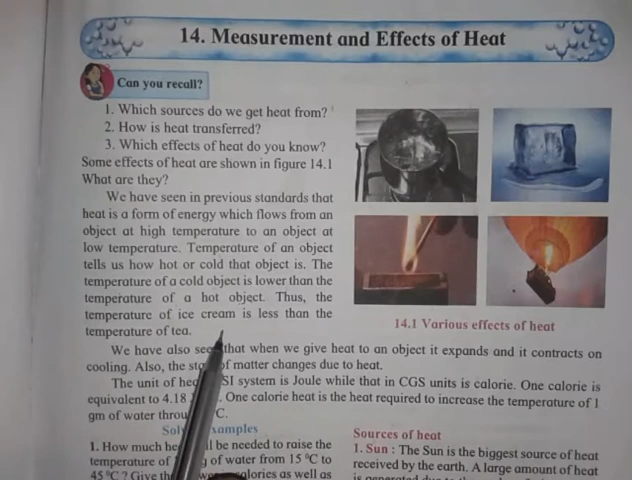 14. Measurement and Effects of Heat
Can you recall?
1. Which sources do we get heat from?
2. How is heat transferred?
3. Which effects of heat do you know?
Some effects of heat are shown in figure 14.1
What are they?
We have seen in previous standards that
heat is a form of energy which flows from an
object at high temperature to an object at
low temperature. Temperature of an object
tells us how hot or cold that object is. The
temperature of a cold object is lower than the
temperature of a hot object. Thus, the
temperature of ice cream is less than the
temperature of tea.
14.1 Various effects of heat
We have also that when we give heat to an object it expands and it contracts on
cooling. Also, the of matter changes due to heat.
The unit of SI system is Joule while that in CGS units is calorie. One calorie is
equivalent to 4.18 . One calorie heat is the heat required to increase the temperature of 1
gm of water C.
1. How much be needed to raise the
temperature of of water from 15 °C to
45 °C ? Give calories as well as
Sources of heat
1. Sun : The Sun is the biggest source of heat
received by the earth. A large amount of heat